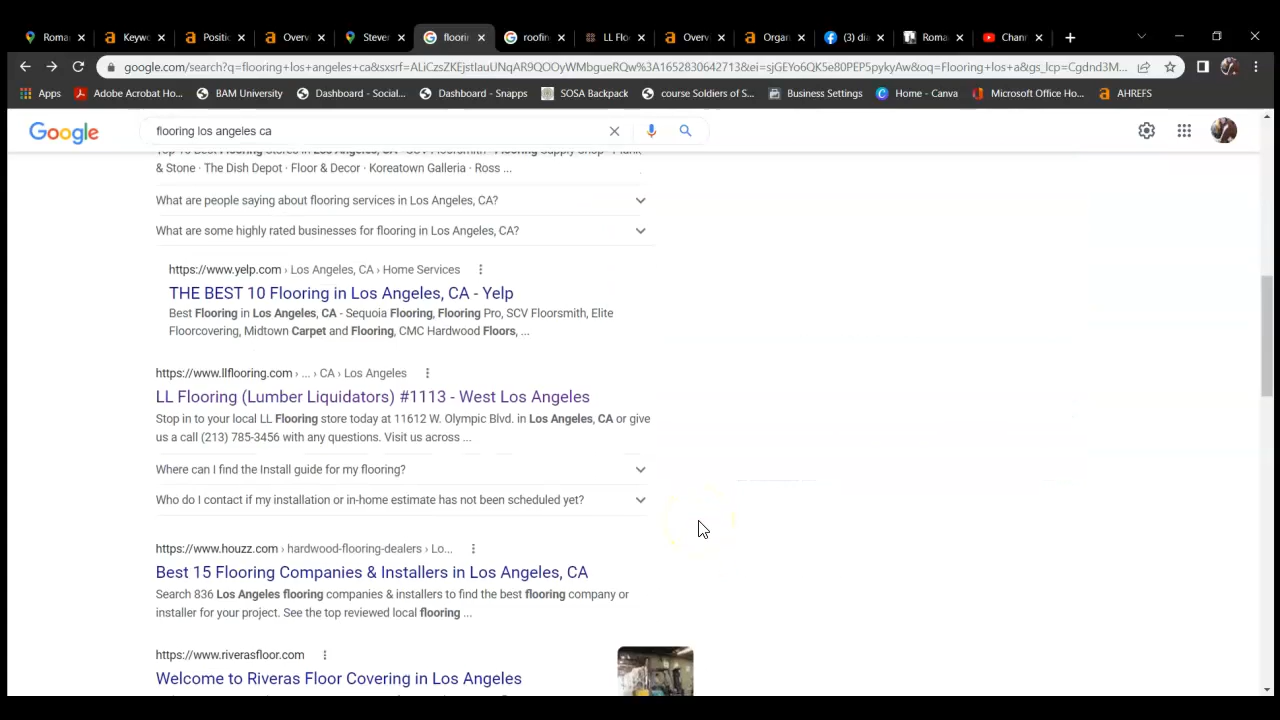 Roma
Keyw
Positi
Overv
Steve
floorin
roofin
LL Flo
Overv
Organ
(3) dia
Roma
Chann
google.com/search?q=flooring+los+angeles+ca&sxsrf=ALiCzsZKEjstIauUNqAR9QOOyWMbgueRQw%3A1652830642713&ei=sjGEYo6QK5e80PEP5pykyAw&oq=Flooring+los+a&gs_lcp=Cgdnd3M...
Apps
Adobe Acrobat Ho...
BAM University
Dashboard - Social...
Dashboard - Snapps
SOSA Backpack
course Soldiers of S...
Business Settings
Home - Canva
Microsoft Office Ho...
AHREFS
Google
flooring los angeles ca
Top 10 Best Flooring Stores in Los Angeles, CA - SCV Floorsmith · Flooring Supply Shop · Plank
& Stone · The Dish Depot · Floor & Decor · Koreatown Galleria · Ross ...
What are people saying about flooring services in Los Angeles, CA?
What are some highly rated businesses for flooring in Los Angeles, CA?
https://www.yelp.com › Los Angeles, CA › Home Services
THE BEST 10 Flooring in Los Angeles, CA - Yelp
Best Flooring in Los Angeles, CA - Sequoia Flooring, Flooring Pro, SCV Floorsmith, Elite
Floorcovering, Midtown Carpet and Flooring, CMC Hardwood Floors, ...
https://www.llflooring.com › ... › CA › Los Angeles
LL Flooring (Lumber Liquidators) #1113 - West Los Angeles
Stop in to your local LL Flooring store today at 11612 W. Olympic Blvd. in Los Angeles, CA or give
us a call (213) 785-3456 with any questions. Visit us across ...
Where can I find the Install guide for my flooring?
Who do I contact if my installation or in-home estimate has not been scheduled yet?
https://www.houzz.com › hardwood-flooring-dealers › Lo...
Best 15 Flooring Companies & Installers in Los Angeles, CA
Search 836 Los Angeles flooring companies & installers to find the best flooring company or
installer for your project. See the top reviewed local flooring ...
https://www.riverasfloor.com
Welcome to Riveras Floor Covering in Los Angeles